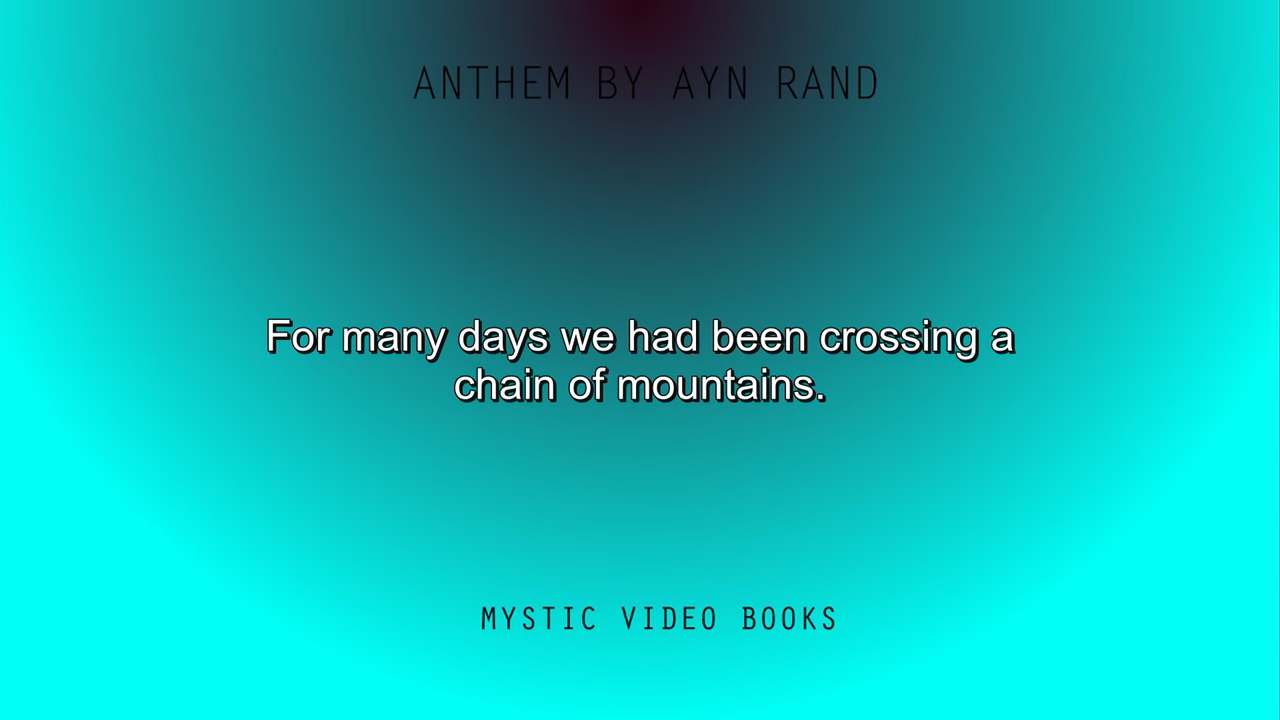 ANTHEM BY AYN RAND
For many days we had been crossing a
chain of mountains.
MYSTIC VIDEO BOOKS